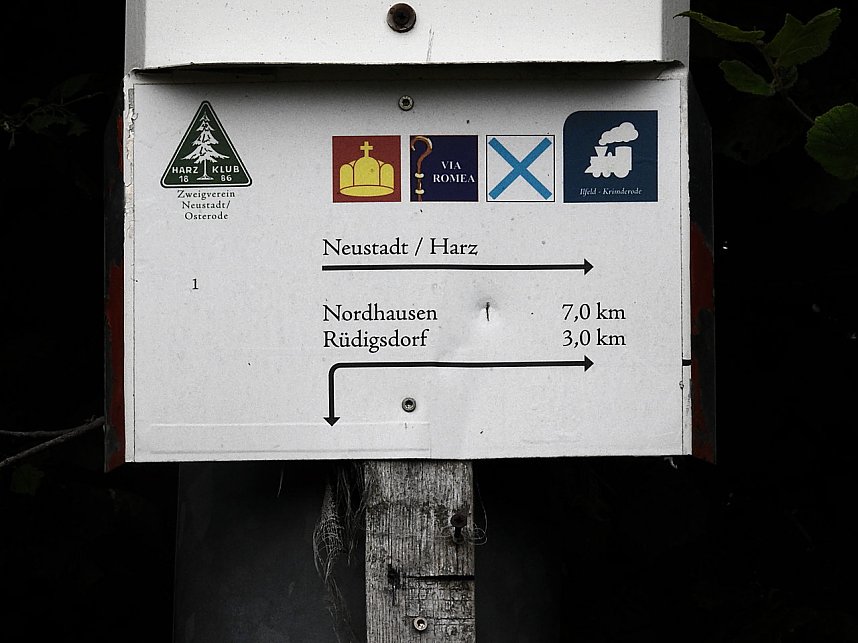 HARZ KLUB
18 86
Zweigverein
Neustadt/
Osterode
VIA
ROMEA
Ilfeld - Krimderode
Neustadt / Harz
1
Nordhausen 7,0 km
Rüdigsdorf 3,0 km